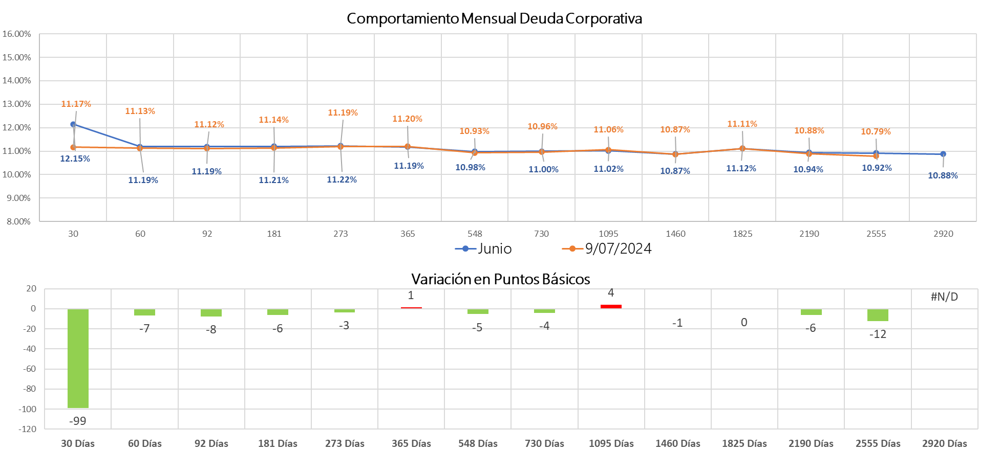 Comportamiento Mensual Deuda Corporativa
16.00%
15.00%
14.00%
13.00%
12.00%
11.00%
10.00%
9.00%
8.00%
11.17% 11.13% 11.12% 11.14% 11.19% 11.20% 10.93% 10.96% 11.06% 10.87% 11.11% 10.88% 10.79%
12.15% 11.19% 11.19% 11.21% 11.22% 11.19% 10.98% 11.00% 11.02% 10.87% 11.12% 10.94% 10.92% 10.88%
30 60 92 181 273 365 548 730 1095 1460 1825 2190 2555 2920
Junio 9/07/2024
Variación en Puntos Básicos
20
0
-20
-40
-60
-80
-100
-120
-99 -7 -8 -6 -3 1 -5 -4 4 -1 0 -6 -12 #N/D
30 Días 60 Días 92 Días 181 Días 273 Días 365 Días 548 Días 730 Días 1095 Días 1460 Días 1825 Días 2190 Días 2555 Días 2920 Días